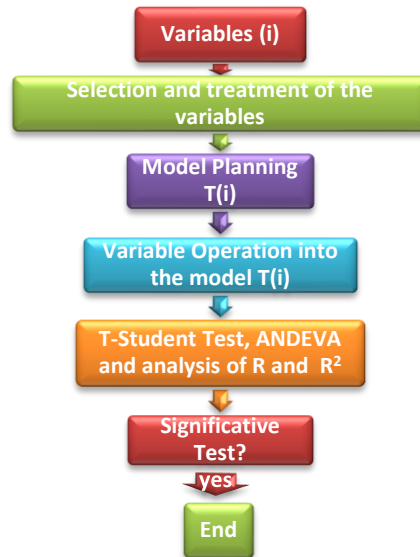 Variables (i)
Selection and treatment of the
variables
Model Planning
T(i)
Variable Operation into
the model T(i)
T-Student Test, ANDEVA
and analysis of R and R²
Significative
Test?
yes
End